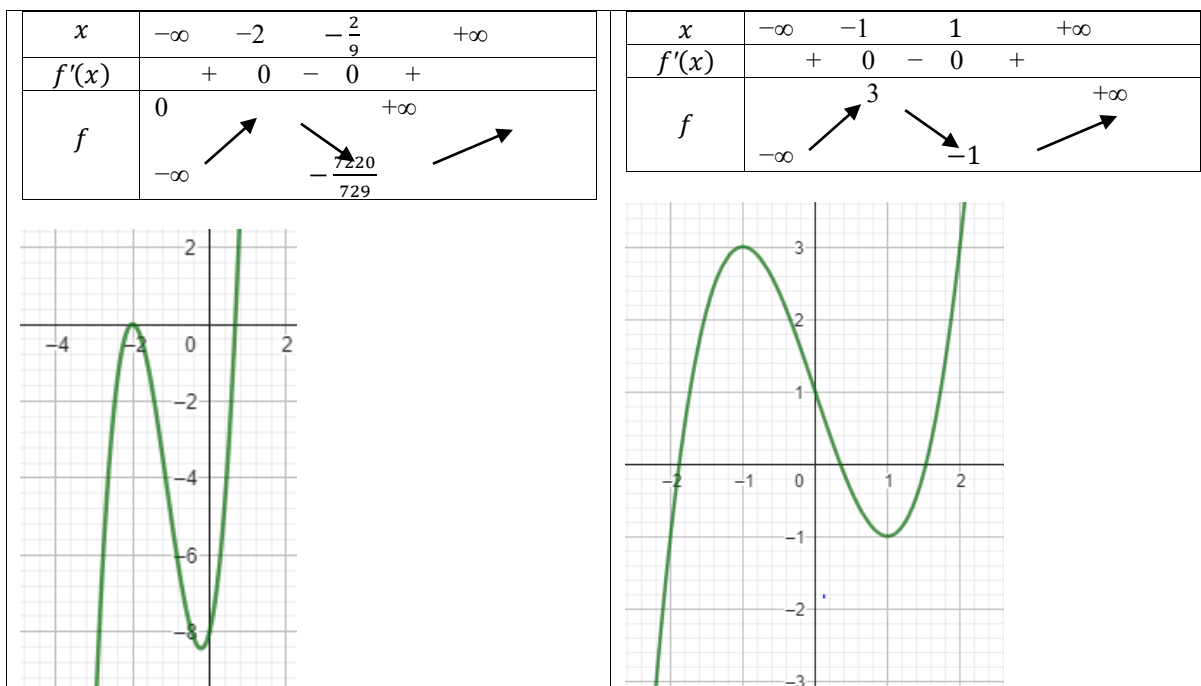 x −∞ −2 −2/9 +∞
f′(x) + 0 − 0 +
0 +∞
f
−∞ −7220/729
2
−4 −2 0 2
−2
−4
−6
−8
x −∞ −1 1 +∞
f′(x) + 0 − 0 +
3 +∞
f
−∞ −1
3
2
1
−2 −1 0 1 2
−1
−2
−3